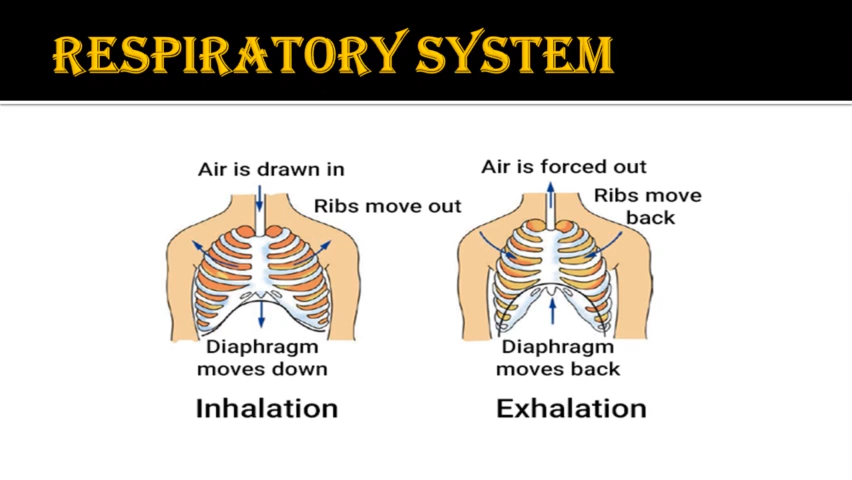 RESPIRATORY SYSTEM
Air is drawn in
Ribs move out
Diaphragm
moves down
Inhalation
Air is forced out
Ribs move
back
Diaphragm
moves back
Exhalation